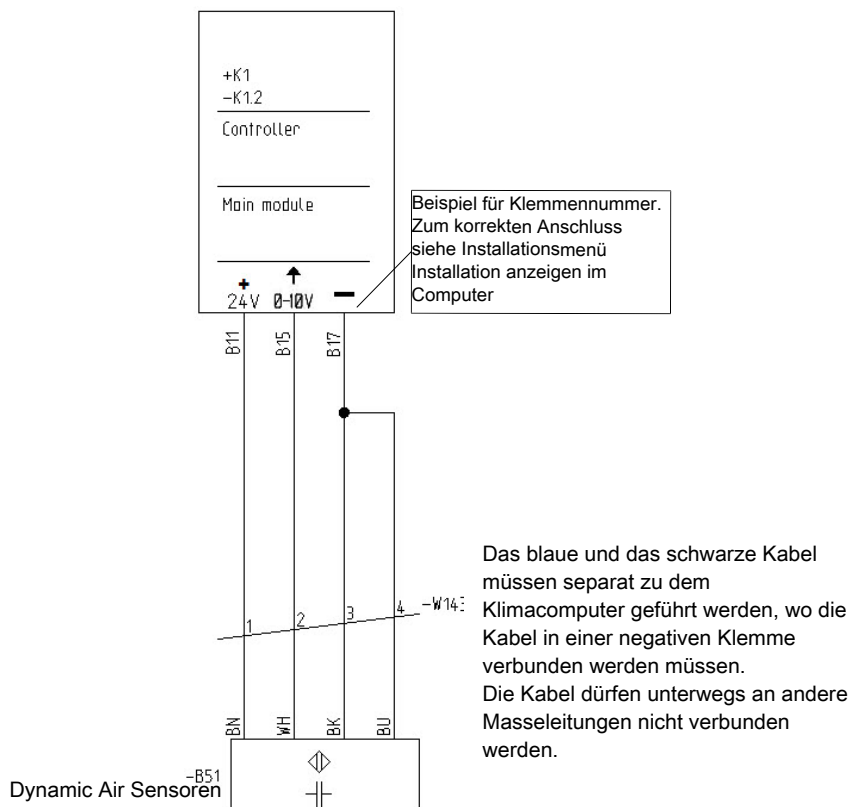 +K1
-K1.2
Controller
Main module
+
24V 0-10V -
Beispiel für Klemmennummer.
Zum korrekten Anschluss
siehe Installationsmenü
Installation anzeigen im
Computer
B11 B15 B17
Das blaue und das schwarze Kabel
müssen separat zu dem
Klimacomputer geführt werden, wo die
Kabel in einer negativen Klemme
verbunden werden müssen.
Die Kabel dürfen unterwegs an andere
Masseleitungen nicht verbunden
werden.
1 2 3 4 -W143
BN WH BK BU
-B51
Dynamic Air Sensoren